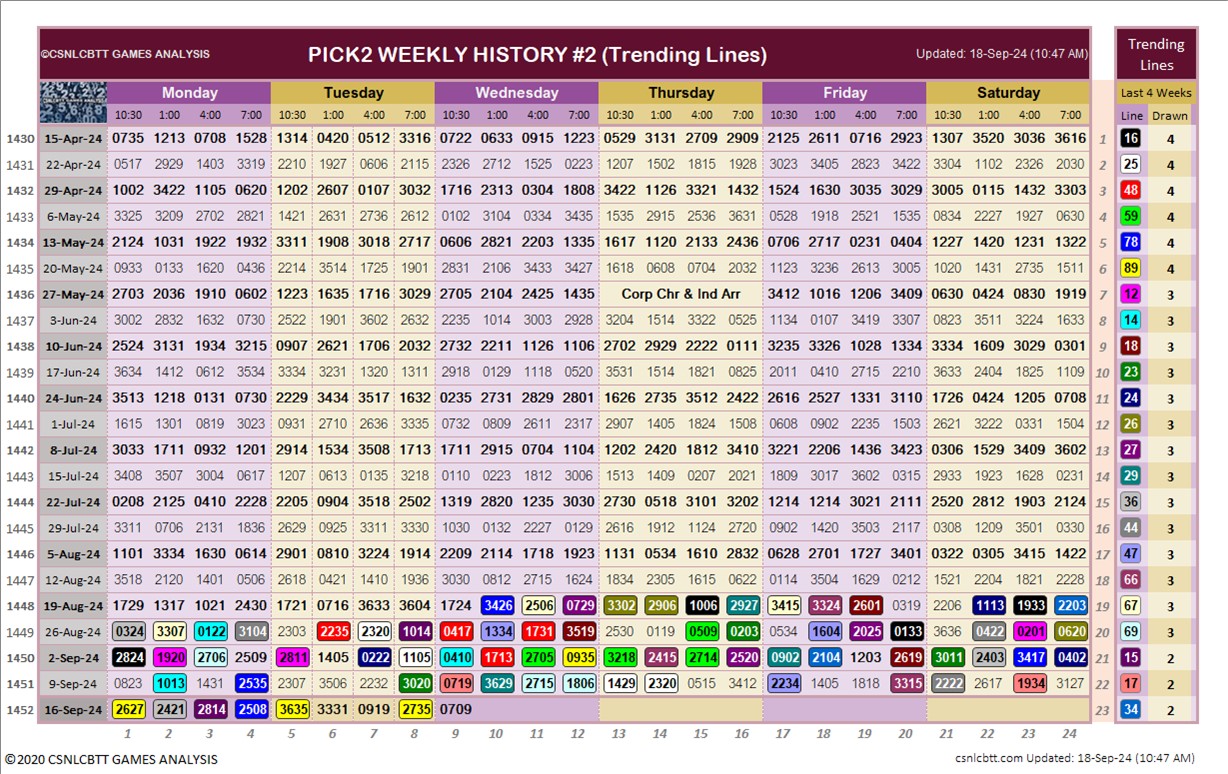 ©CSNLCBTT GAMES ANALYSIS PICK2 WEEKLY HISTORY #2 (Trending Lines) Updated: 18-Sep-24 (10:47 AM) Trending Lines
Monday Tuesday Wednesday Thursday Friday Saturday Last 4 Weeks
10:30 1:00 4:00 7:00 10:30 1:00 4:00 7:00 10:30 1:00 4:00 7:00 10:30 1:00 4:00 7:00 10:30 1:00 4:00 7:00 10:30 1:00 4:00 7:00 Line Drawn
1430 15-Apr-24 0735 1213 0708 1528 1314 0420 0512 3316 0722 0633 0915 1223 0529 3131 2709 2909 2125 2611 0716 2923 1307 3520 3036 3616 1 16 4
1431 22-Apr-24 0517 2929 1403 3319 2210 1927 0606 2115 2326 2712 1525 0223 1207 1502 1815 1928 3023 3405 2223 3422 3304 1102 2326 2030 2 25 4
1432 29-Apr-24 1002 3422 1105 0620 1202 2607 0107 3032 1716 2313 0304 1808 3422 1126 3321 1432 1524 1630 3035 3029 3005 0115 1432 3303 3 48 4
1433 6-May-24 3325 3209 2702 2821 1421 2631 2736 2612 0102 3104 0334 3435 1535 2915 2536 3631 0528 1918 2521 1535 0834 2227 1927 0630 4 59 4
1434 13-May-24 2124 1031 1922 1932 3311 1908 3018 2717 0606 2821 2203 1335 1617 1120 2133 2436 0706 2717 0231 0404 1227 1420 1231 1322 5 78 4
1435 20-May-24 0933 0133 1620 0436 2214 3514 1725 1901 2831 2106 3433 3427 1618 0608 0704 2032 1123 3236 2613 3005 1020 1431 2735 1511 6 89 4
1436 27-May-24 2703 2036 1910 0602 1223 1635 1716 3029 2705 2104 2425 1435 Corp Chr & Ind Arr 3412 1016 1206 3409 0630 0424 0830 1919 7 12 3
1437 3-Jun-24 3002 2832 1632 0730 2522 1901 3602 2632 2235 1014 3003 2928 3204 1514 3322 0525 1134 0107 3419 3307 0823 3511 3224 1633 8 14 3
1438 10-Jun-24 2524 3131 1934 3215 0907 2621 1706 2032 2732 2211 1126 1106 2702 2929 2222 0111 3235 3326 1028 1334 3334 1609 3029 0301 9 18 3
1439 17-Jun-24 3634 1412 0612 3534 3334 3231 1320 1311 2918 0129 1118 0520 3531 1514 1821 0825 2011 0410 2715 2210 2633 2404 1825 1109 10 23 3
1440 24-Jun-24 3513 1218 0131 0730 2229 3434 3517 1632 0235 2731 2829 2801 1626 2735 3512 2422 2616 2527 1331 3110 1726 0424 1205 0708 11 24 3
1441 1-Jul-24 1615 1301 0819 3023 0931 2710 2636 3335 0732 0808 2611 2317 2907 1405 1824 1508 0608 0902 2235 1503 2621 3222 0331 1504 12 26 3
1442 8-Jul-24 3033 1711 0932 1201 2914 1534 3508 1713 1711 2915 0704 1104 1202 2420 1812 3410 3221 2206 1436 3423 0306 1529 3409 3602 13 27 3
1443 15-Jul-24 3408 3507 3004 0617 1207 0613 0135 3213 0110 0223 1812 3006 1513 1409 0207 2021 1809 3017 3602 0315 2933 1923 1628 0231 14 29 3
1444 22-Jul-24 0208 2125 0410 2228 2205 0904 3518 2502 1319 2820 1235 3030 2730 0518 3101 3202 1214 1214 3021 2111 2520 2812 1903 2124 15 36 3
1445 29-Jul-24 3311 0706 2131 1836 2629 0925 3311 3330 1030 0132 2227 0129 2616 1912 1124 2720 0902 1420 3503 2117 0308 1209 3501 0330 16 44 3
1446 5-Aug-24 1101 3334 1630 0614 2901 0810 3224 1914 2209 2114 1718 1923 1131 0534 1610 2832 0628 2701 1727 3401 0322 0305 3415 1422 17 47 3
1447 12-Aug-24 3518 2120 1401 0506 2618 0421 1410 1936 3030 0812 2715 1624 1834 2305 1615 0622 0114 3504 1629 0212 1521 2204 1821 2228 18 66 3
1448 19-Aug-24 1729 1317 1021 2430 1721 0716 3633 3604 1724 3426 2506 0729 3302 2906 1006 2927 3415 3324 2601 0319 2206 1113 1933 2203 19 67 3
1449 26-Aug-24 0324 3307 0122 3104 2303 2235 2320 1014 0417 1334 1731 3519 2530 0119 0509 0203 0534 1604 2025 0133 3636 0422 0201 0620 20 69 3
1450 2-Sep-24 2824 1920 2706 2509 2811 1405 0222 1105 0410 1713 2705 0935 3218 2415 2714 2520 0902 2104 1203 2619 3011 2403 3417 0402 21 15 2
1451 9-Sep-24 0823 1013 1431 2535 2307 3506 2232 3020 0719 3629 2715 1806 1429 2320 0515 3412 2234 1405 1818 3315 2222 2617 1934 3127 22 17 2
1452 16-Sep-24 2627 2421 2814 2508 3635 3331 0919 2735 0709 23 34 2
1 2 3 4 5 6 7 8 9 10 11 12 13 14 15 16 17 18 19 20 21 22 23 24
©2020 CSNLCBTT GAMES ANALYSIS csnlcbtt.com Updated: 18-Sep-24 (10:47 AM)